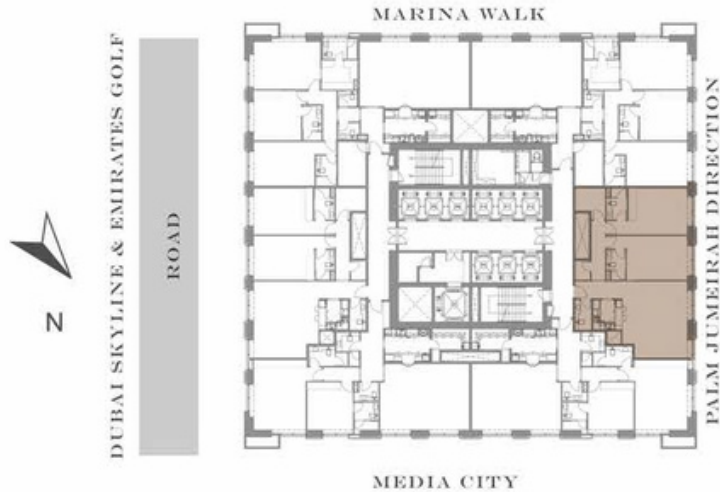 MARINA WALK
DUBAI SKYLINE & EMIRATES GOLF
ROAD
PALM JUMEIRAH DIRECTION
N
MEDIA CITY